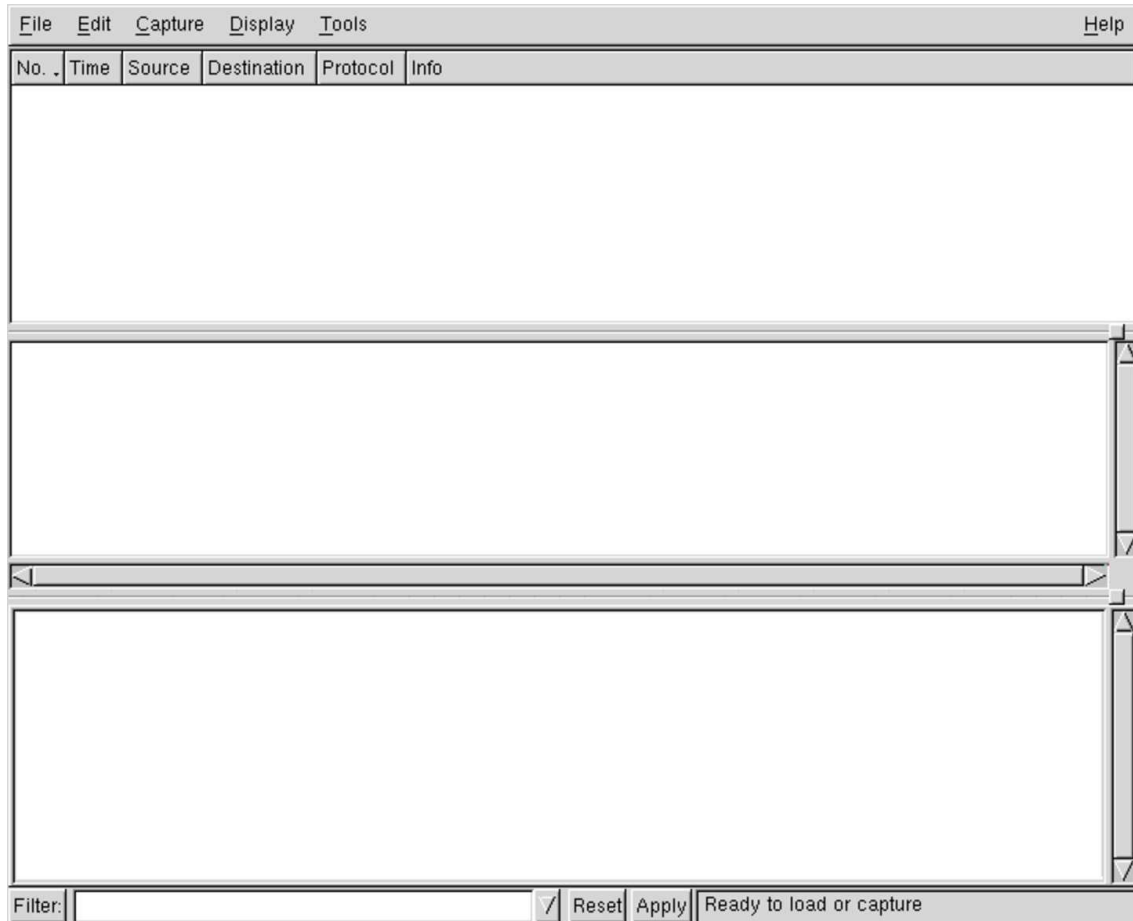 File Edit Capture Display Tools Help
No. Time Source Destination Protocol Info
Filter: Reset Apply Ready to load or capture